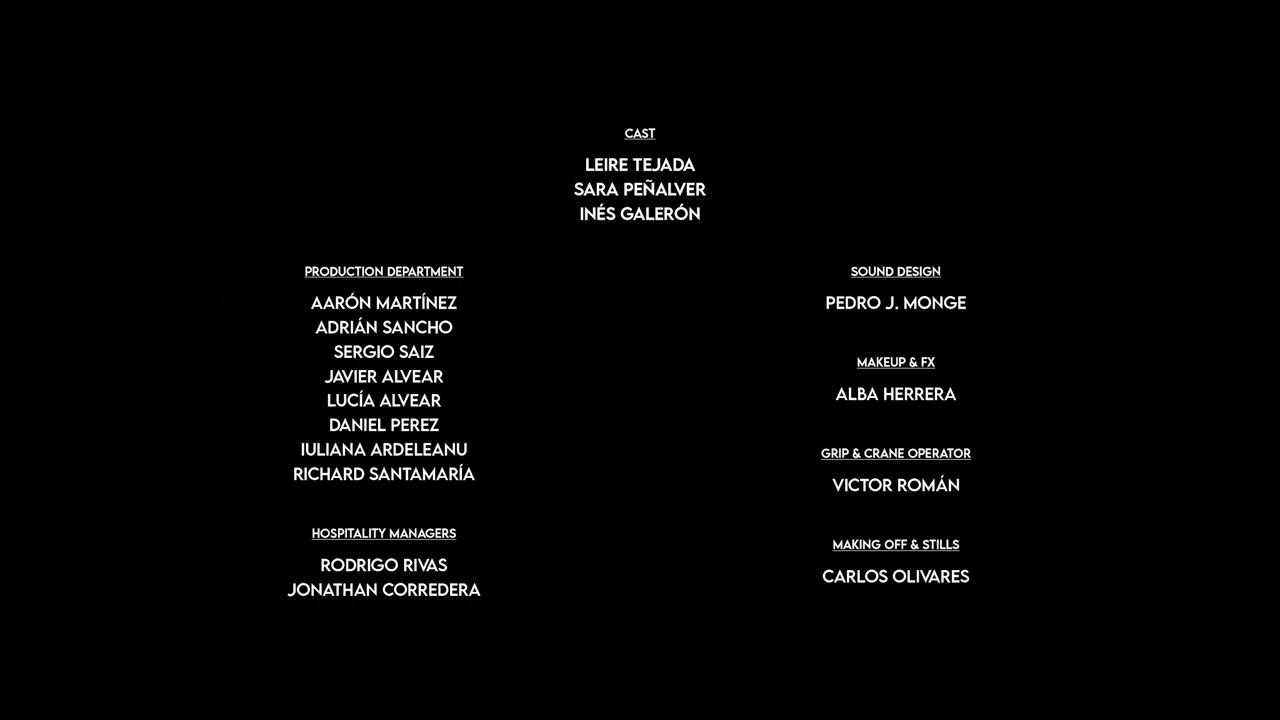 CAST
LEIRE TEJADA
SARA PEÑALVER
INÉS GALERÓN
PRODUCTION DEPARTMENT
AARÓN MARTÍNEZ
ADRIÁN SANCHO
SERGIO SAIZ
JAVIER ALVEAR
LUCÍA ALVEAR
DANIEL PEREZ
IULIANA ARDELEANU
RICHARD SANTAMARÍA
HOSPITALITY MANAGERS
RODRIGO RIVAS
JONATHAN CORREDERA
SOUND DESIGN
PEDRO J. MONGE
MAKEUP & FX
ALBA HERRERA
GRIP & CRANE OPERATOR
VICTOR ROMÁN
MAKING OFF & STILLS
CARLOS OLIVARES